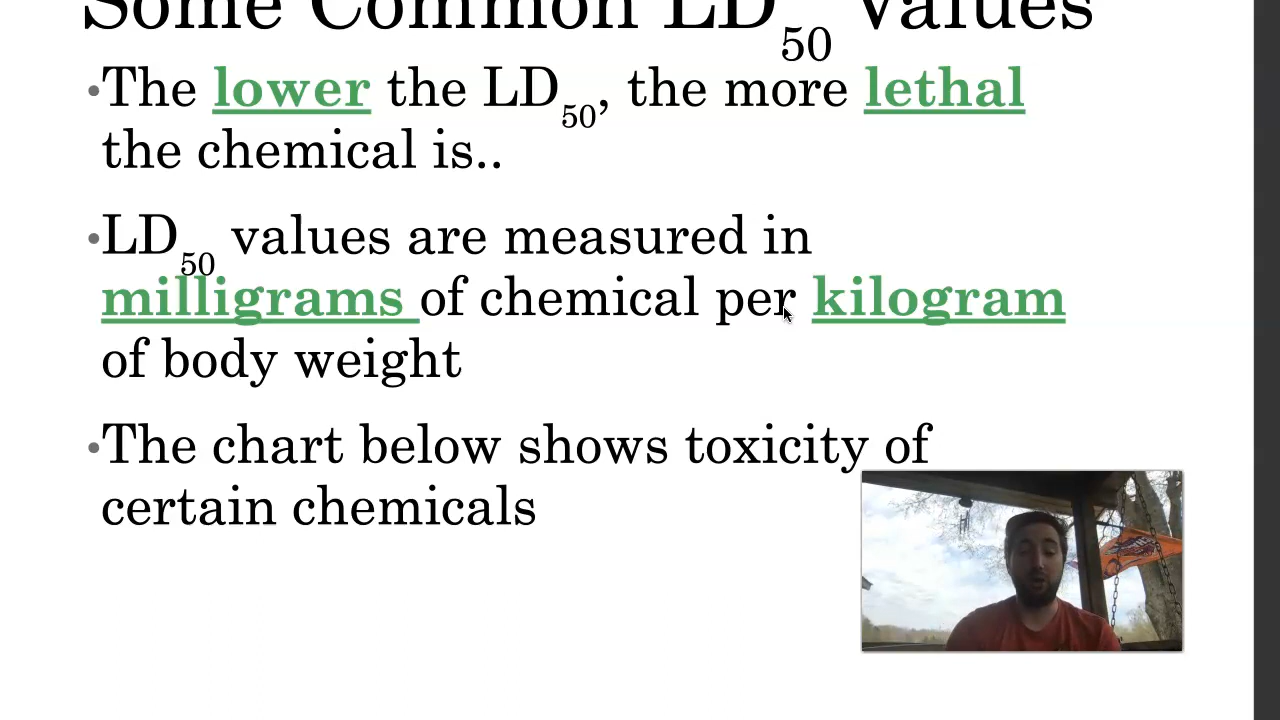 Some Common LD50 Values
•The lower the LD50, the more lethal
the chemical is..
•LD50 values are measured in
milligrams of chemical per kilogram
of body weight
•The chart below shows toxicity of
certain chemicals